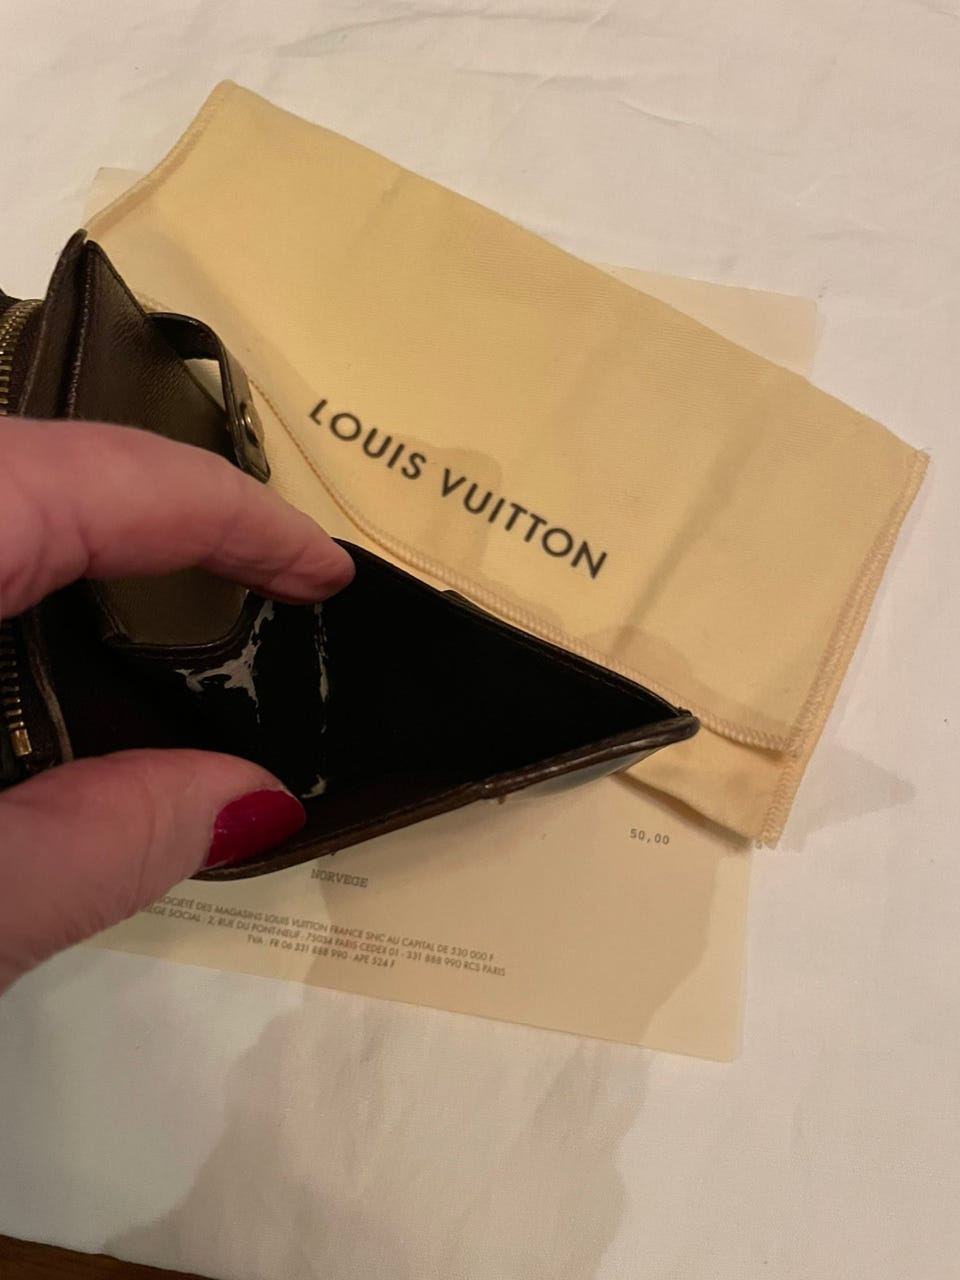 LOUIS VUITTON
50,00
NORVEGE
SOCIÉTÉ DES MAGASINS LOUIS VUITTON FRANCE SNC AU CAPITAL DE 530 000 F
SIÈGE SOCIAL : 2, RUE DU PONT-NEUF - 75034 PARIS CEDEX 01 - 331 888 990 RCS PARIS
TVA : FR 06 331 888 990 - APE 524 F